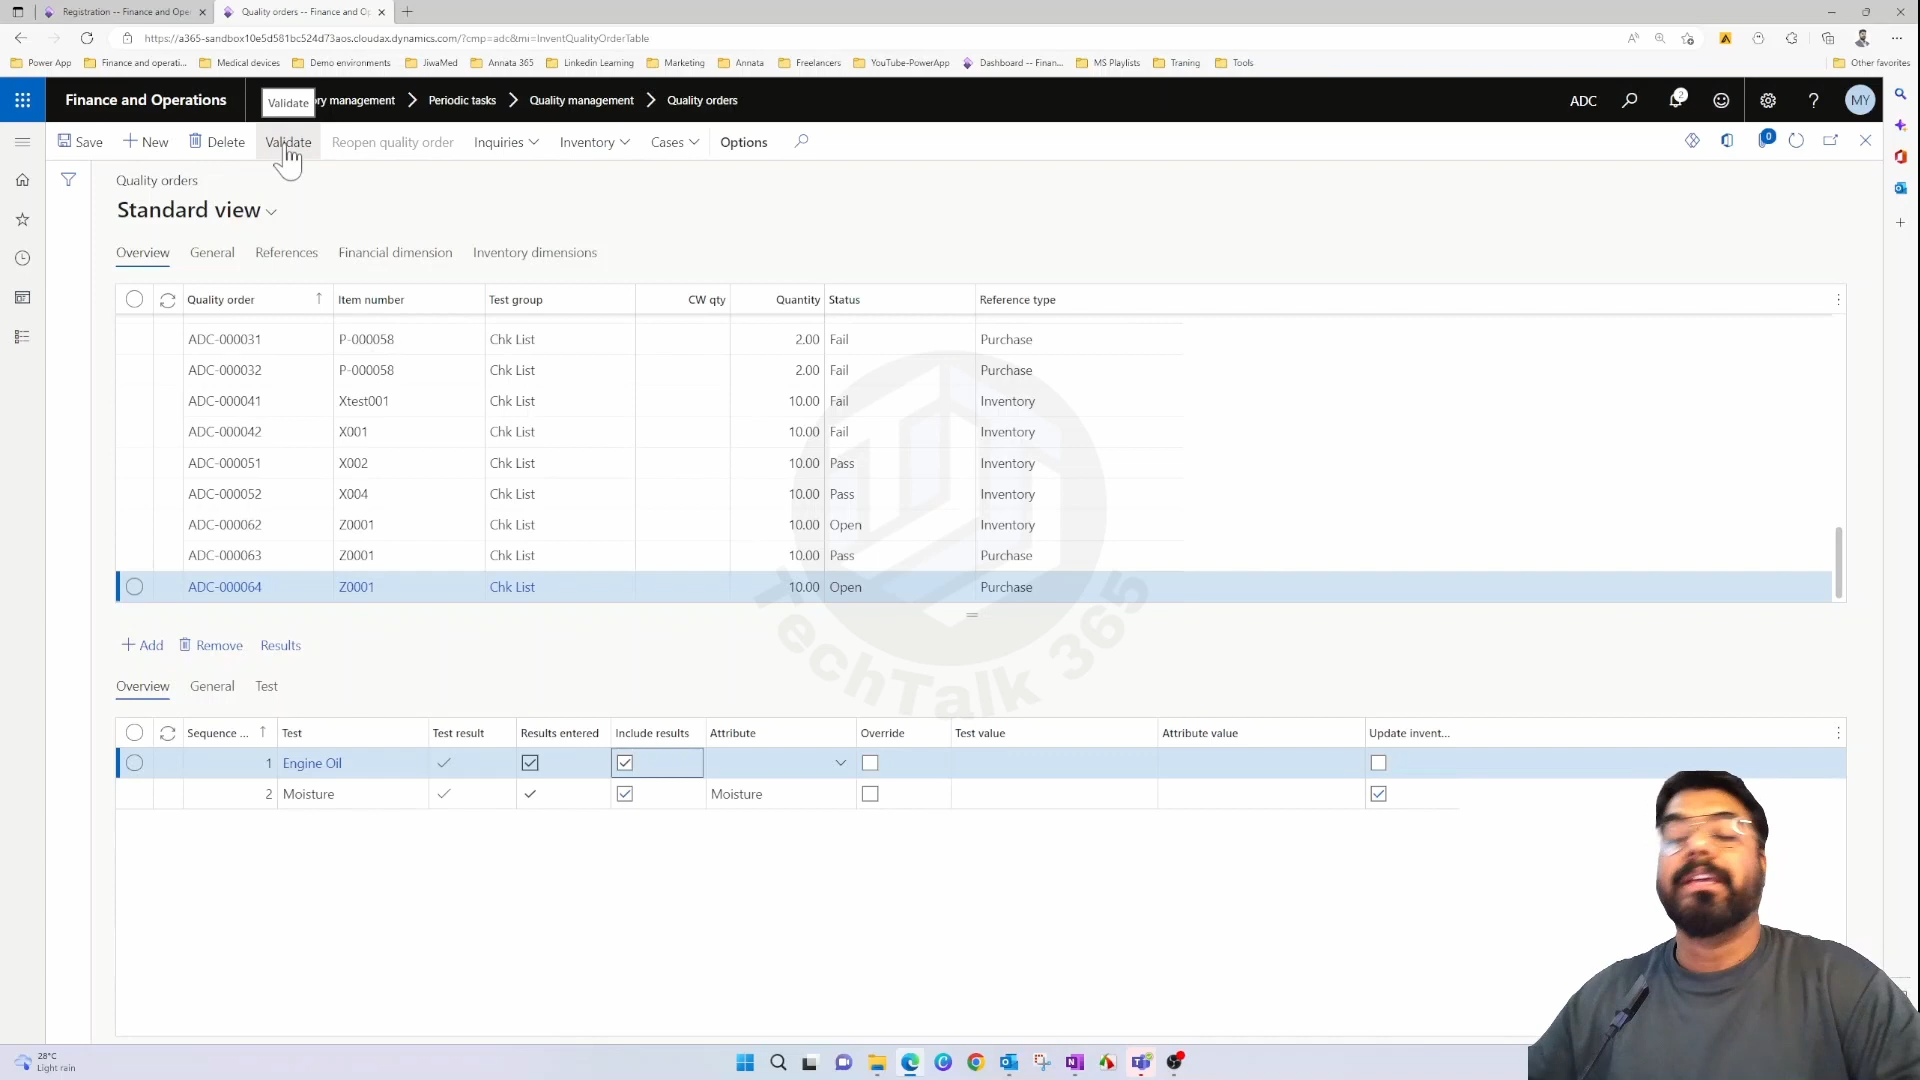 Registration -- Finance and Ope
Quality orders -- Finance and O
https://a365-sandbox10e5d581bc524d73aos.cloudax.dynamics.com/?cmp=adc&mi=InventQualityOrderTable
Power App
Finance and operati...
Medical devices
Demo environments
JiwaMed
Annata 365
Linkedin Learning
Marketing
Annata
Freelancers
YouTube-PowerApp
Dashboard -- Finan...
MS Playlists
Traning
Tools
Other favorites
Finance and Operations
Validate
ry management
Periodic tasks
Quality management
Quality orders
ADC
2
MY
Save
New
Delete
Validate
Reopen quality order
Inquiries
Inventory
Cases
Options
0
Quality orders
Standard view
Overview General References Financial dimension Inventory dimensions
Quality order Item number Test group CW qty Quantity Status Reference type
ADC-000031 P-000058 Chk List 2.00 Fail Purchase
ADC-000032 P-000058 Chk List 2.00 Fail Purchase
ADC-000041 Xtest001 Chk List 10.00 Fail Inventory
ADC-000042 X001 Chk List 10.00 Fail Inventory
ADC-000051 X002 Chk List 10.00 Pass Inventory
ADC-000052 X004 Chk List 10.00 Pass Inventory
ADC-000062 Z0001 Chk List 10.00 Open Inventory
ADC-000063 Z0001 Chk List 10.00 Pass Purchase
ADC-000064 Z0001 Chk List 10.00 Open Purchase
TechTalk 365
Add Remove Results
Overview General Test
Sequence ... Test Test result Results entered Include results Attribute Override Test value Attribute value Update invent...
1 Engine Oil
2 Moisture Moisture
28°C
Light rain